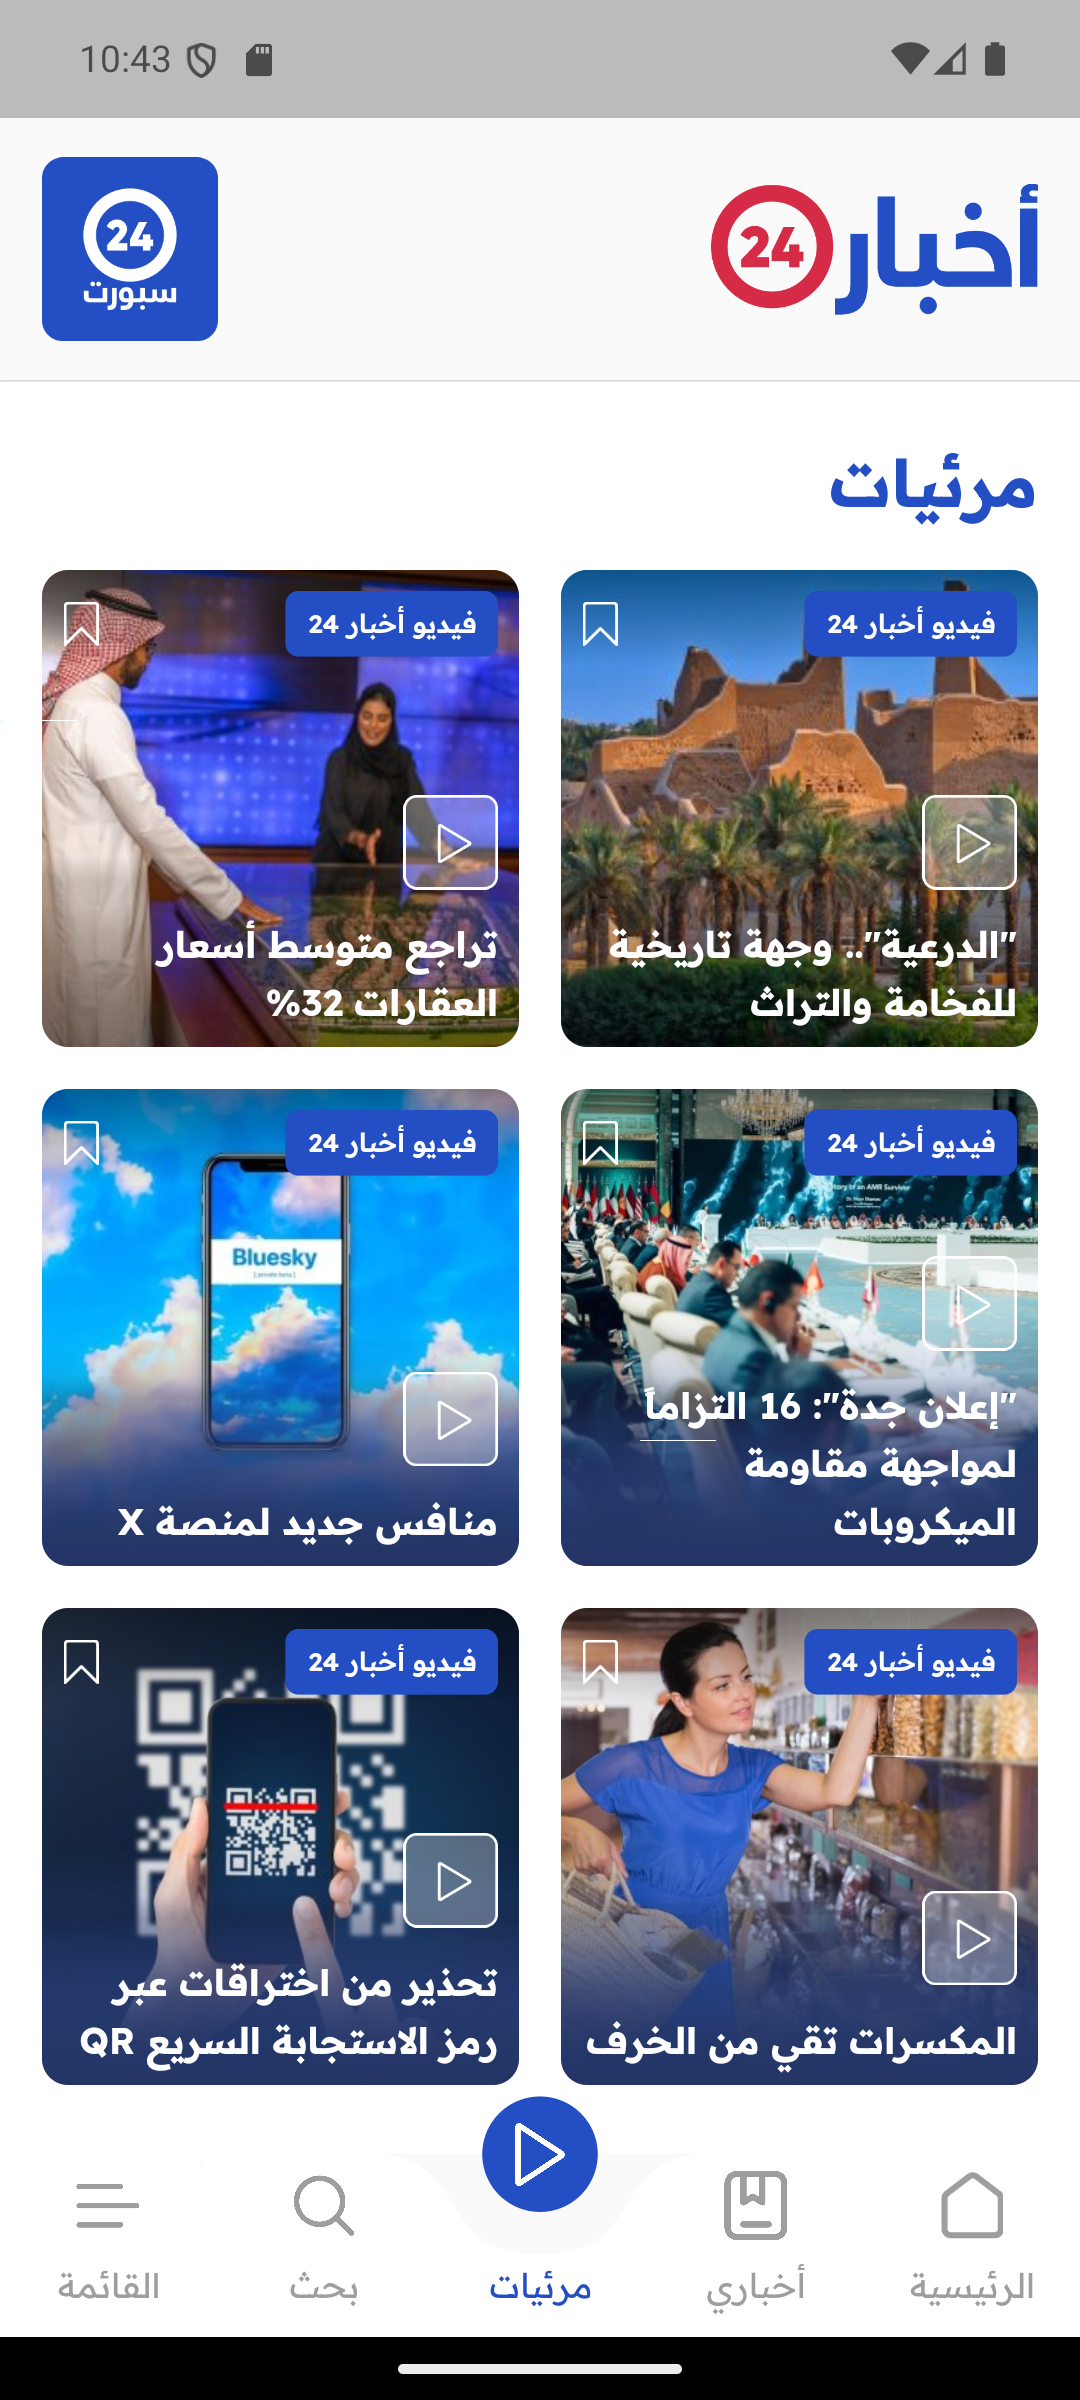 10:43
أخبار 24
24
سبورت
مرئيات
فيديو أخبار 24
"الدرعية".. وجهة تاريخية
للفخامة والتراث
فيديو أخبار 24
تراجع متوسط أسعار
العقارات 32%
فيديو أخبار 24
"إعلان جدة": 16 التزاماً
لمواجهة مقاومة
الميكروبات
فيديو أخبار 24
Bluesky
منافس جديد لمنصة X
فيديو أخبار 24
المكسرات تقي من الخرف
فيديو أخبار 24
تحذير من اختراقات عبر
رمز الاستجابة السريع QR
الرئيسية
أخباري
مرئيات
بحث
القائمة